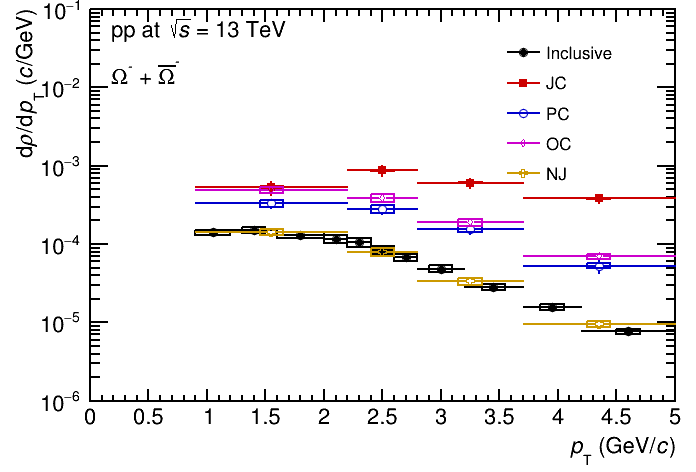 pp at √s = 13 TeV
Ω⁻ + Ω̅⁻
Inclusive
JC
PC
OC
NJ
dρ/dp_T (c/GeV)
10⁻¹
10⁻²
10⁻³
10⁻⁴
10⁻⁵
10⁻⁶
0 0.5 1 1.5 2 2.5 3 3.5 4 4.5 5
p_T (GeV/c)